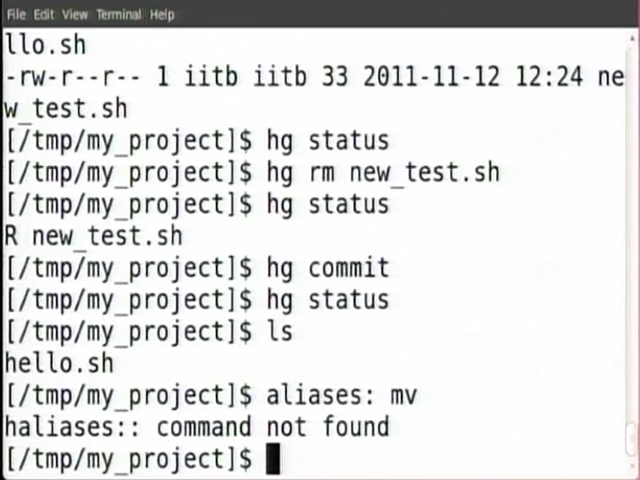 File Edit View Terminal Help
llo.sh
-rw-r--r-- 1 iitb iitb 33 2011-11-12 12:24 ne
w_test.sh
[/tmp/my_project]$ hg status
[/tmp/my_project]$ hg rm new_test.sh
[/tmp/my_project]$ hg status
R new_test.sh
[/tmp/my_project]$ hg commit
[/tmp/my_project]$ hg status
[/tmp/my_project]$ ls
hello.sh
[/tmp/my_project]$ aliases: mv
haliases:: command not found
[/tmp/my_project]$